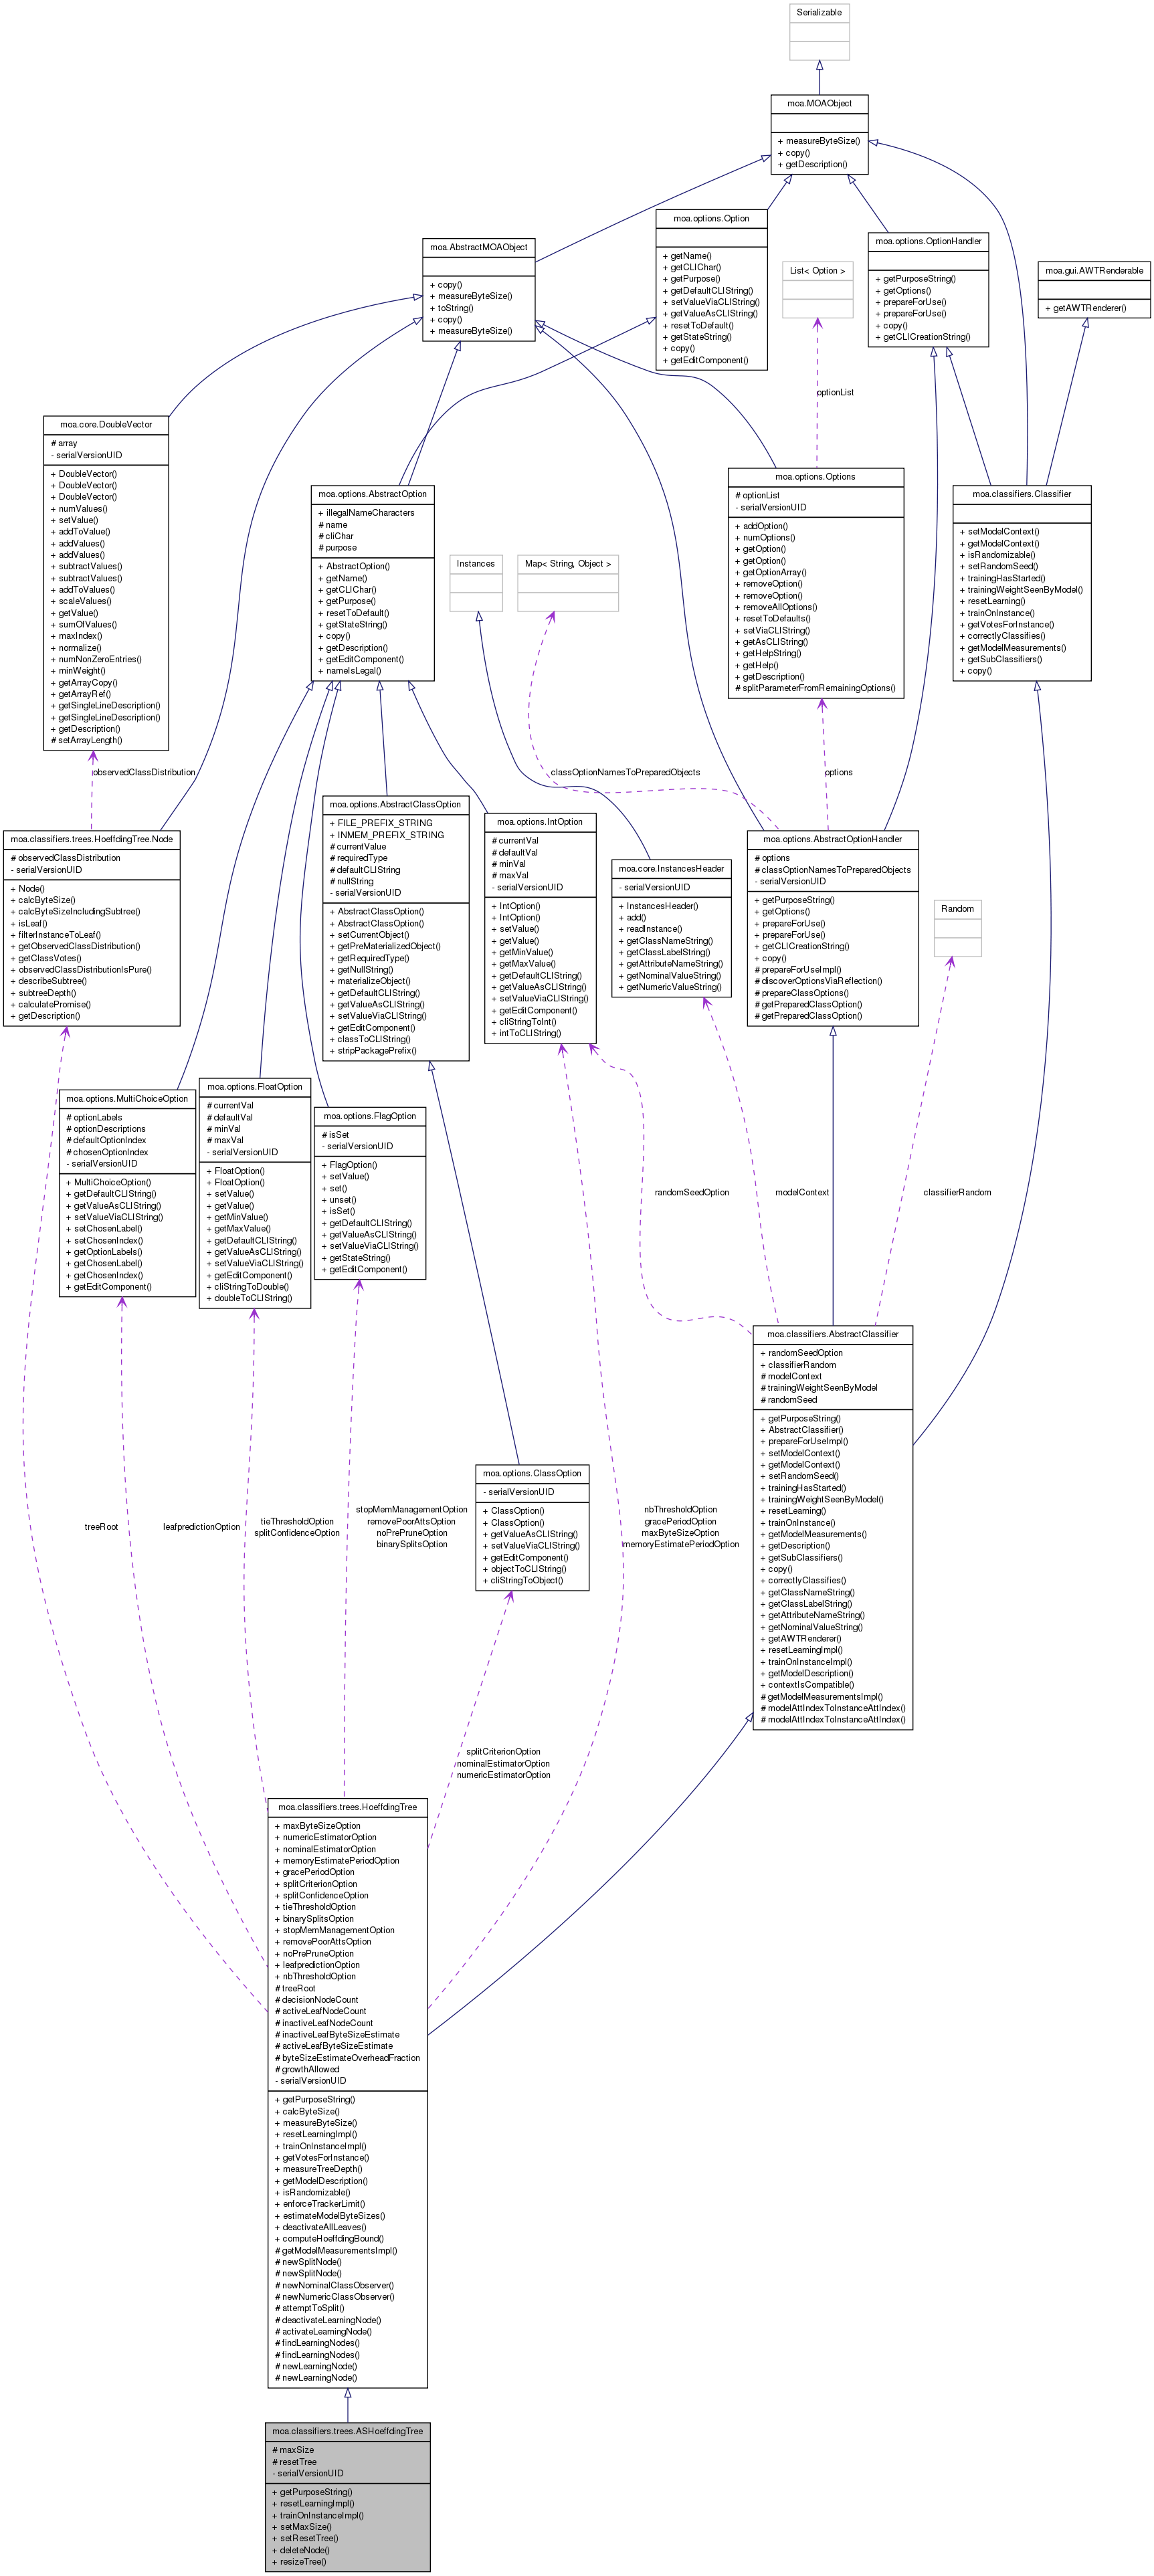 Serializable
moa.MOAObject
+ measureByteSize()
+ copy()
+ getDescription()
moa.options.Option
+ getName()
+ getCLIChar()
+ getPurpose()
+ getDefaultCLIString()
+ setValueViaCLIString()
+ getValueAsCLIString()
+ resetToDefault()
+ getStateString()
+ copy()
+ getEditComponent()
moa.options.OptionHandler
+ getPurposeString()
+ getOptions()
+ prepareForUse()
+ prepareForUse()
+ copy()
+ getCLICreationString()
moa.AbstractMOAObject
+ copy()
+ measureByteSize()
+ toString()
+ copy()
+ measureByteSize()
List< Option >
moa.gui.AWTRenderable
+ getAWTRenderer()
optionList
moa.core.DoubleVector
# array
- serialVersionUID
+ DoubleVector()
+ DoubleVector()
+ DoubleVector()
+ numValues()
+ setValue()
+ addToValue()
+ addValues()
+ addValues()
+ subtractValues()
+ subtractValues()
+ addToValues()
+ scaleValues()
+ getValue()
+ sumOfValues()
+ maxIndex()
+ normalize()
+ numNonZeroEntries()
+ minWeight()
+ getArrayCopy()
+ getArrayRef()
+ getSingleLineDescription()
+ getSingleLineDescription()
+ getDescription()
# setArrayLength()
moa.options.AbstractOption
+ illegalNameCharacters
# name
# cliChar
# purpose
+ AbstractOption()
+ getName()
+ getCLIChar()
+ getPurpose()
+ resetToDefault()
+ getStateString()
+ copy()
+ getDescription()
+ getEditComponent()
+ nameIsLegal()
moa.options.Options
# optionList
- serialVersionUID
+ addOption()
+ numOptions()
+ getOption()
+ getOption()
+ getOptionArray()
+ removeOption()
+ removeOption()
+ removeAllOptions()
+ resetToDefaults()
+ setViaCLIString()
+ getAsCLIString()
+ getHelpString()
+ getHelp()
+ getDescription()
# splitParameterFromRemainingOptions()
moa.classifiers.Classifier
+ setModelContext()
+ getModelContext()
+ isRandomizable()
+ setRandomSeed()
+ trainingHasStarted()
+ trainingWeightSeenByModel()
+ resetLearning()
+ trainOnInstance()
+ getVotesForInstance()
+ correctlyClassifies()
+ getModelMeasurements()
+ getSubClassifiers()
+ copy()
Instances
Map< String, Object >
observedClassDistribution
classOptionNamesToPreparedObjects
options
moa.classifiers.trees.HoeffdingTree.Node
# observedClassDistribution
- serialVersionUID
+ Node()
+ calcByteSize()
+ calcByteSizeIncludingSubtree()
+ isLeaf()
+ filterInstanceToLeaf()
+ getObservedClassDistribution()
+ getClassVotes()
+ observedClassDistributionIsPure()
+ describeSubtree()
+ subtreeDepth()
+ calculatePromise()
+ getDescription()
moa.options.AbstractClassOption
+ FILE_PREFIX_STRING
+ INMEM_PREFIX_STRING
# currentValue
# requiredType
# defaultCLIString
# nullString
- serialVersionUID
+ AbstractClassOption()
+ AbstractClassOption()
+ setCurrentObject()
+ getPreMaterializedObject()
+ getRequiredType()
+ getNullString()
+ materializeObject()
+ getDefaultCLIString()
+ getValueAsCLIString()
+ setValueViaCLIString()
+ getEditComponent()
+ classToCLIString()
+ stripPackagePrefix()
moa.options.IntOption
# currentVal
# defaultVal
# minVal
# maxVal
- serialVersionUID
+ IntOption()
+ IntOption()
+ setValue()
+ getValue()
+ getMinValue()
+ getMaxValue()
+ getDefaultCLIString()
+ getValueAsCLIString()
+ setValueViaCLIString()
+ getEditComponent()
+ cliStringToInt()
+ intToCLIString()
moa.core.InstancesHeader
- serialVersionUID
+ InstancesHeader()
+ add()
+ readInstance()
+ getClassNameString()
+ getClassLabelString()
+ getAttributeNameString()
+ getNominalValueString()
+ getNumericValueString()
moa.options.AbstractOptionHandler
# options
# classOptionNamesToPreparedObjects
- serialVersionUID
+ getPurposeString()
+ getOptions()
+ prepareForUse()
+ prepareForUse()
+ getCLICreationString()
+ copy()
# prepareForUseImpl()
# discoverOptionsViaReflection()
# prepareClassOptions()
# getPreparedClassOption()
# getPreparedClassOption()
Random
moa.options.MultiChoiceOption
# optionLabels
# optionDescriptions
# defaultOptionIndex
# chosenOptionIndex
- serialVersionUID
+ MultiChoiceOption()
+ getDefaultCLIString()
+ getValueAsCLIString()
+ setValueViaCLIString()
+ setChosenLabel()
+ setChosenIndex()
+ getOptionLabels()
+ getChosenLabel()
+ getChosenIndex()
+ getEditComponent()
moa.options.FloatOption
# currentVal
# defaultVal
# minVal
# maxVal
- serialVersionUID
+ FloatOption()
+ FloatOption()
+ setValue()
+ getValue()
+ getMinValue()
+ getMaxValue()
+ getDefaultCLIString()
+ getValueAsCLIString()
+ setValueViaCLIString()
+ getEditComponent()
+ cliStringToDouble()
+ doubleToCLIString()
moa.options.FlagOption
# isSet
- serialVersionUID
+ FlagOption()
+ setValue()
+ set()
+ unset()
+ isSet()
+ getDefaultCLIString()
+ getValueAsCLIString()
+ setValueViaCLIString()
+ getStateString()
+ getEditComponent()
randomSeedOption
modelContext
classifierRandom
moa.classifiers.AbstractClassifier
+ randomSeedOption
+ classifierRandom
# modelContext
# trainingWeightSeenByModel
# randomSeed
+ getPurposeString()
+ AbstractClassifier()
+ prepareForUseImpl()
+ setModelContext()
+ getModelContext()
+ setRandomSeed()
+ trainingHasStarted()
+ trainingWeightSeenByModel()
+ resetLearning()
+ trainOnInstance()
+ getModelMeasurements()
+ getDescription()
+ getSubClassifiers()
+ copy()
+ correctlyClassifies()
+ getClassNameString()
+ getClassLabelString()
+ getAttributeNameString()
+ getNominalValueString()
+ getAWTRenderer()
+ resetLearningImpl()
+ trainOnInstanceImpl()
+ getModelDescription()
+ contextIsCompatible()
# getModelMeasurementsImpl()
# modelAttIndexToInstanceAttIndex()
# modelAttIndexToInstanceAttIndex()
moa.options.ClassOption
- serialVersionUID
+ ClassOption()
+ ClassOption()
+ getValueAsCLIString()
+ setValueViaCLIString()
+ getEditComponent()
+ objectToCLIString()
+ cliStringToObject()
treeRoot
leafpredictionOption
tieThresholdOption
splitConfidenceOption
stopMemManagementOption
removePoorAttsOption
noPrePruneOption
binarySplitsOption
nbThresholdOption
gracePeriodOption
maxByteSizeOption
memoryEstimatePeriodOption
splitCriterionOption
nominalEstimatorOption
numericEstimatorOption
moa.classifiers.trees.HoeffdingTree
+ maxByteSizeOption
+ numericEstimatorOption
+ nominalEstimatorOption
+ memoryEstimatePeriodOption
+ gracePeriodOption
+ splitCriterionOption
+ splitConfidenceOption
+ tieThresholdOption
+ binarySplitsOption
+ stopMemManagementOption
+ removePoorAttsOption
+ noPrePruneOption
+ leafpredictionOption
+ nbThresholdOption
# treeRoot
# decisionNodeCount
# activeLeafNodeCount
# inactiveLeafNodeCount
# inactiveLeafByteSizeEstimate
# activeLeafByteSizeEstimate
# byteSizeEstimateOverheadFraction
# growthAllowed
- serialVersionUID
+ getPurposeString()
+ calcByteSize()
+ measureByteSize()
+ resetLearningImpl()
+ trainOnInstanceImpl()
+ getVotesForInstance()
+ measureTreeDepth()
+ getModelDescription()
+ isRandomizable()
+ enforceTrackerLimit()
+ estimateModelByteSizes()
+ deactivateAllLeaves()
+ computeHoeffdingBound()
# getModelMeasurementsImpl()
# newSplitNode()
# newSplitNode()
# newNominalClassObserver()
# newNumericClassObserver()
# attemptToSplit()
# deactivateLearningNode()
# activateLearningNode()
# findLearningNodes()
# findLearningNodes()
# newLearningNode()
# newLearningNode()
moa.classifiers.trees.ASHoeffdingTree
# maxSize
# resetTree
- serialVersionUID
+ getPurposeString()
+ resetLearningImpl()
+ trainOnInstanceImpl()
+ setMaxSize()
+ setResetTree()
+ deleteNode()
+ resizeTree()